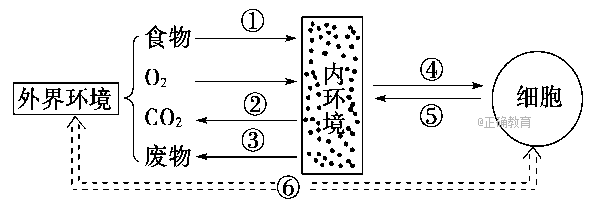 食物
①
O₂
外界环境
CO₂
②
废物
③
内环境
④
⑤
细胞
@正确教育
⑥